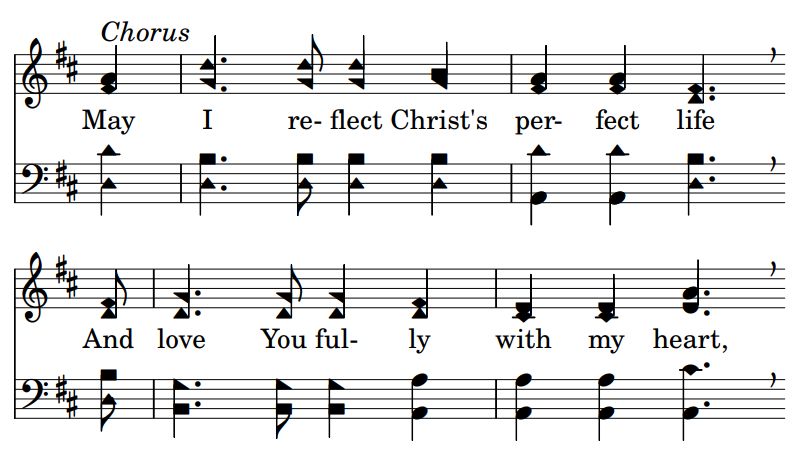 Chorus
May I re- flect Christ's per- fect life
And love You ful- ly with my heart,